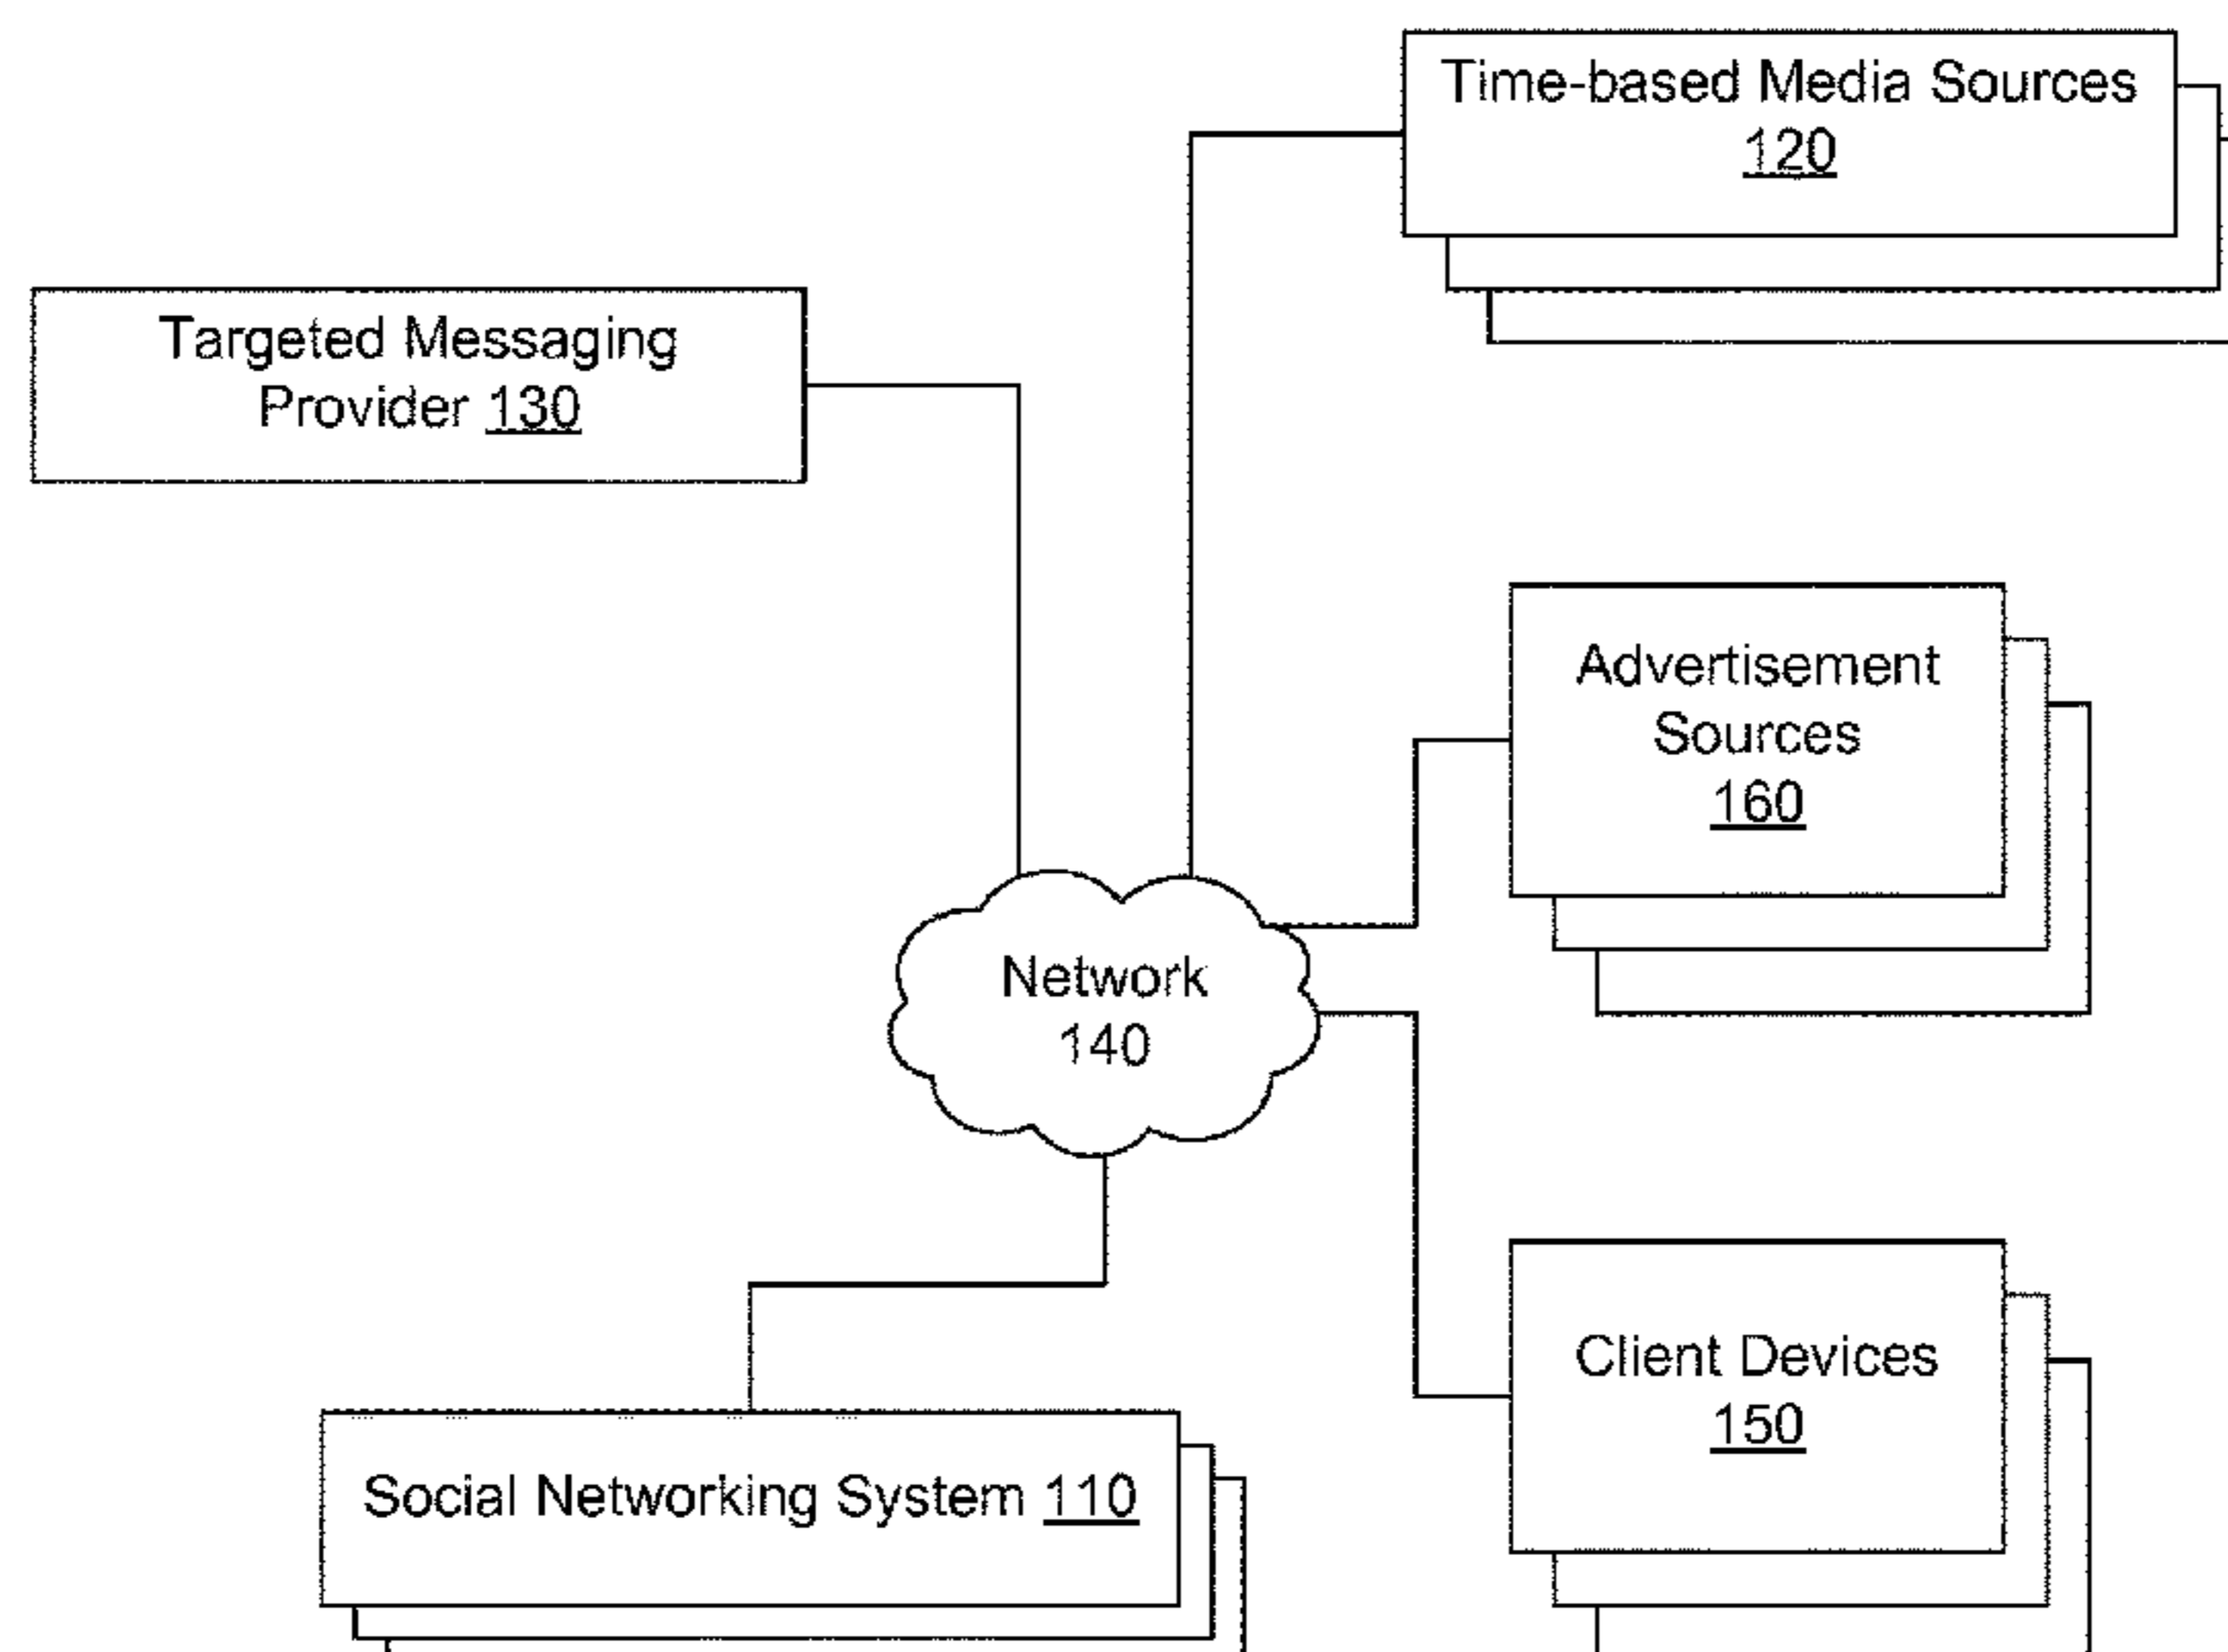 Time-based Media Sources
120
Targeted Messaging
Provider 130
Advertisement
Sources
160
Network
140
Client Devices
150
Social Networking System 110